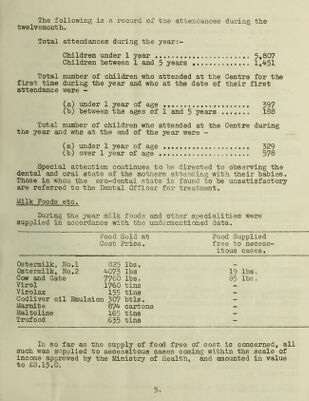 The following is a record of the attendances during the
twelvemonth.
Total attendances during the year:-
Children under 1 year ...................... 5,807
Children between 1 and 5 years ............. 1,451
Total number of children who attended at the Centre for the
first time during the year and who at the date of their first
attendance were -
(a) under 1 year of age .................... 397
(b) between the ages of 1 and 5 years ...... 188
Total number of children who attended at the Centre during
the year and who at the end of the year were -
(a) under 1 year of age .................... 329
(b) over 1 year of age ..................... 578
Special attention continues to be directed to observing the
dental and oral state of the mothers attending with their babies.
Those in whom the oro-dental state is found to be unsatisfactory
are referred to the Dental Officer for treatment.
Milk Foods etc.
During the year milk foods and other specialities were
supplied in accordance with the undermentioned data.
Food Sold at Food Supplied
Cost Price. free to necess-
itous cases.
Ostermilk, No.1 825 lbs. -
Ostermilk, No.2 4073 lbs 19 lbs.
Cow and Gate 7760 lbs. 85 lbs.
Virol 1760 tins -
Virolax 155 tins -
Codliver oil Emulsion 307 btls. -
Marmite 874 cartons -
Maltoline 165 tins -
Trufood 635 tins -
In so far as the supply of food free of cost is concerned, all
such was supplied to necessitous cases coming within the scale of
income approved by the Ministry of Health, and amounted in value
to £8.13.0.
5.